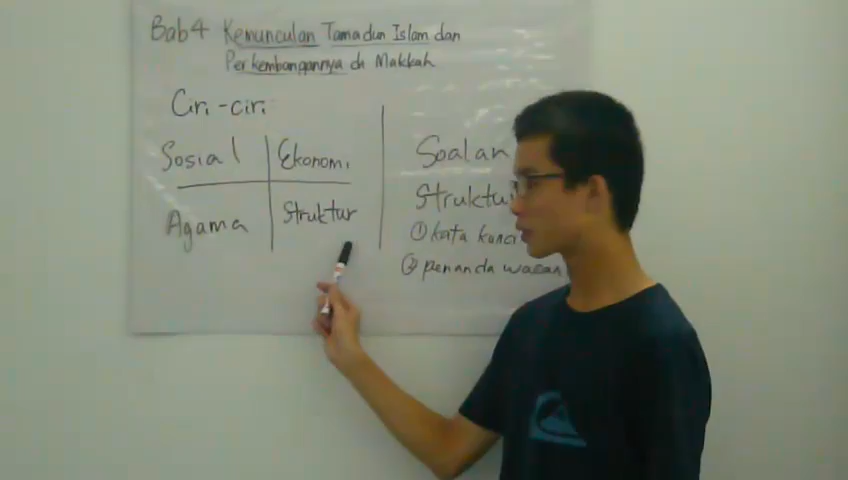 Bab 4 Kemunculan Tamadun Islam dan
Perkembangannya di Makkah
Ciri-ciri
Sosial Ekonomi
Agama Struktur
Soalan
Struktu
① kata kunci
② penanda wacan